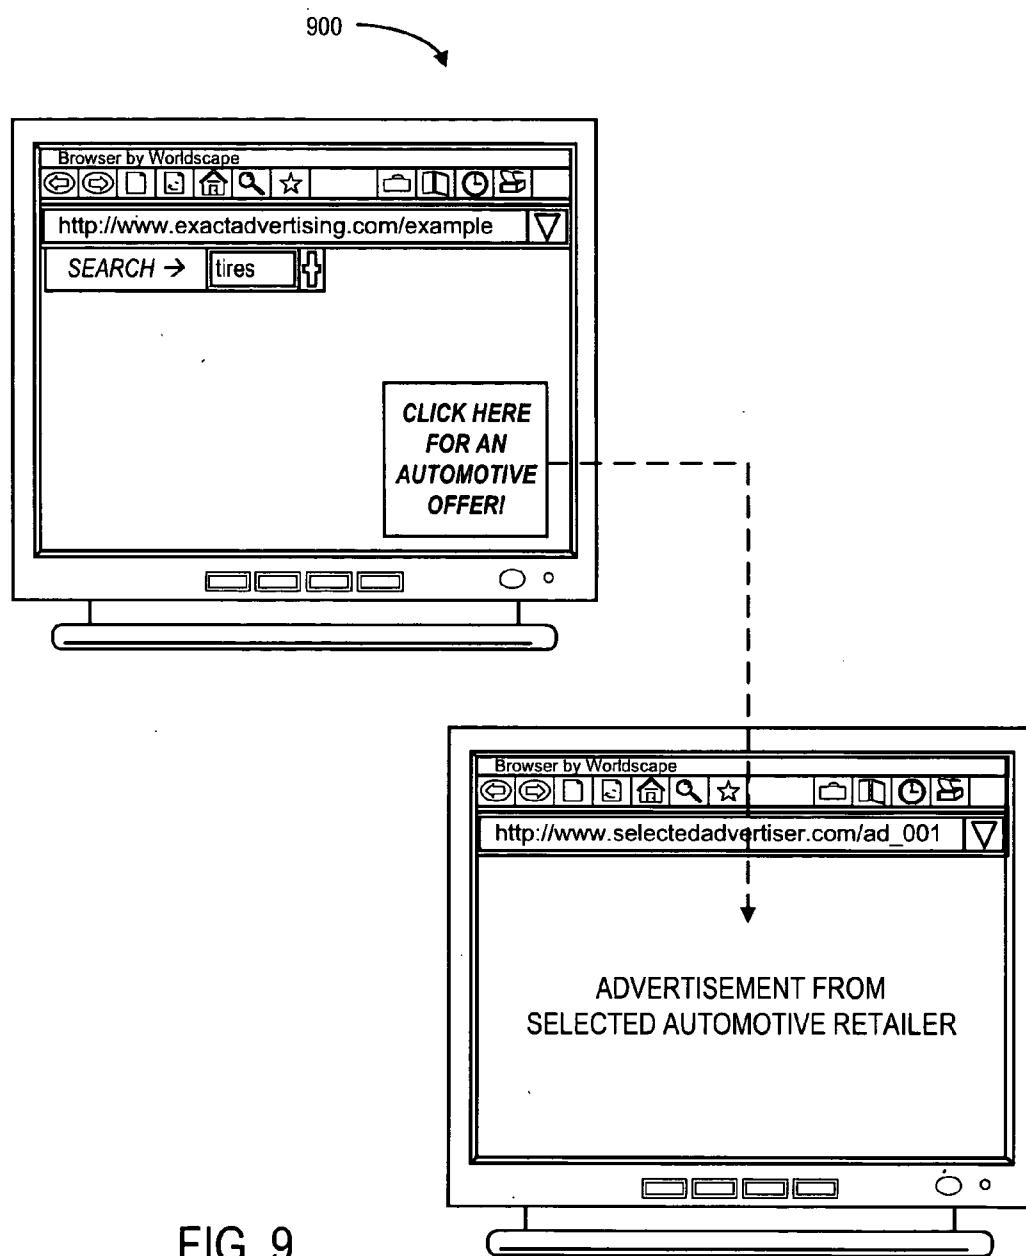 900
Browser by Worldscape
http://www.exactadvertising.com/example
SEARCH → tires
CLICK HERE
FOR AN
AUTOMOTIVE
OFFER!
Browser by Worldscape
http://www.selectedadvertiser.com/ad_001
ADVERTISEMENT FROM
SELECTED AUTOMOTIVE RETAILER
FIG. 9